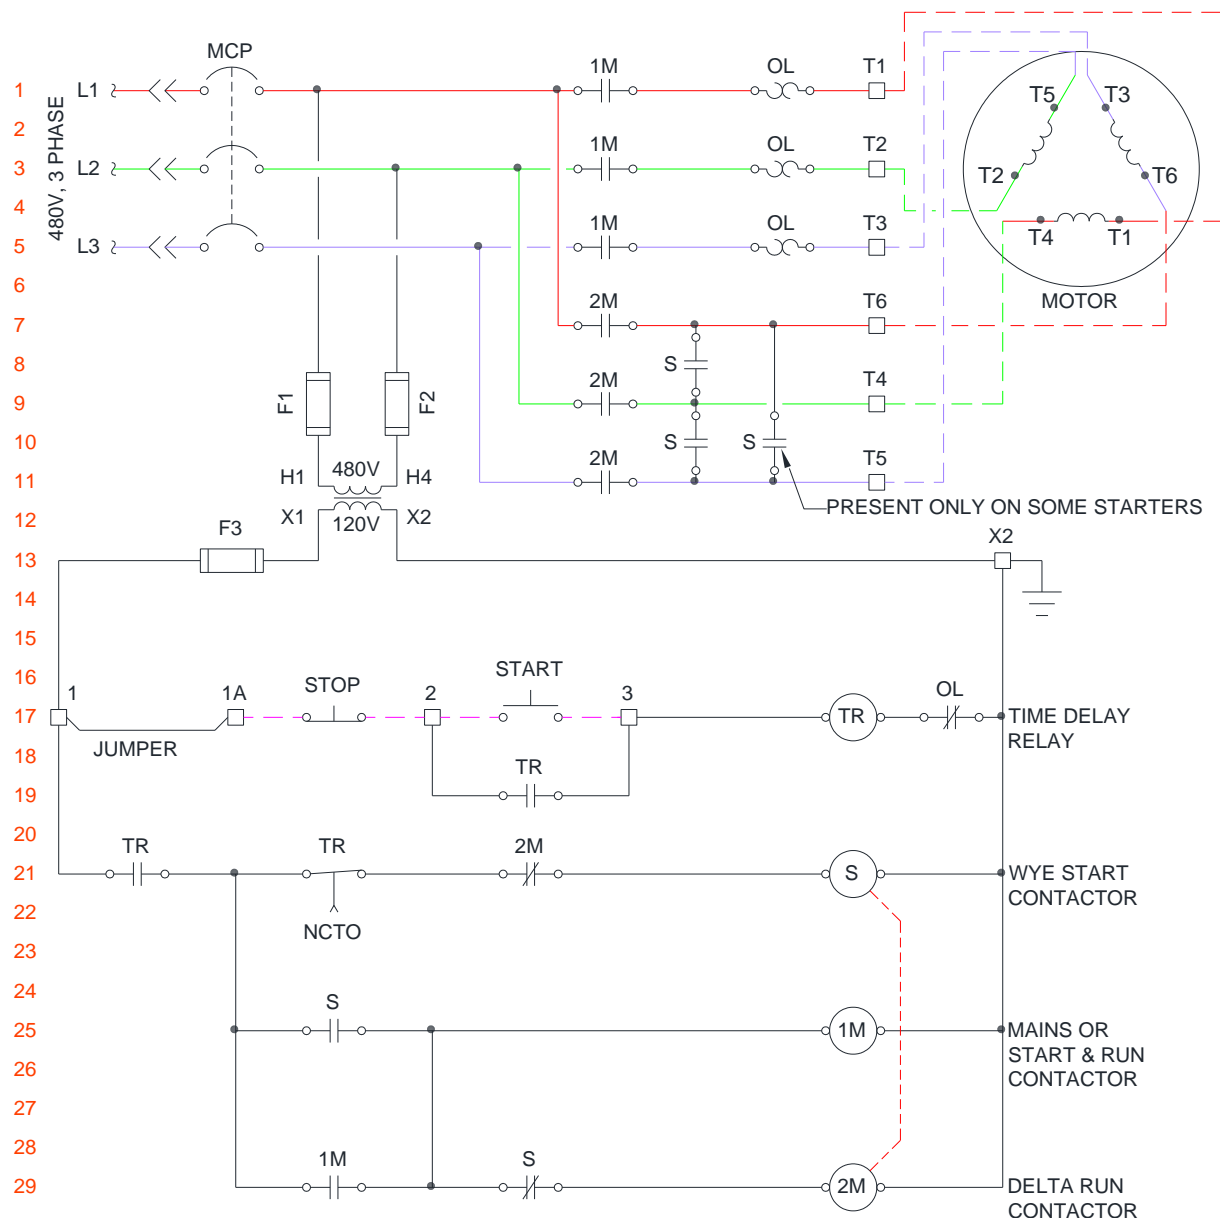 MCP
1M
OL
T1
1
L1
T5
T3
2
480V, 3 PHASE
1M
OL
T2
3
L2
T2
T6
4
1M
OL
T3
T4
T1
5
L3
6
2M
T6
MOTOR
7
8
S
2M
T4
9
F1
F2
10
S
S
2M
T5
11
H1
480V
H4
PRESENT ONLY ON SOME STARTERS
12
X1
120V
X2
F3
X2
13
14
15
16
START
1
1A
STOP
2
3
OL
17
TR
TIME DELAY
RELAY
JUMPER
18
TR
19
20
TR
TR
2M
21
S
WYE START
CONTACTOR
22
NCTO
23
24
S
25
1M
MAINS OR
START & RUN
CONTACTOR
26
27
28
1M
S
29
2M
DELTA RUN
CONTACTOR